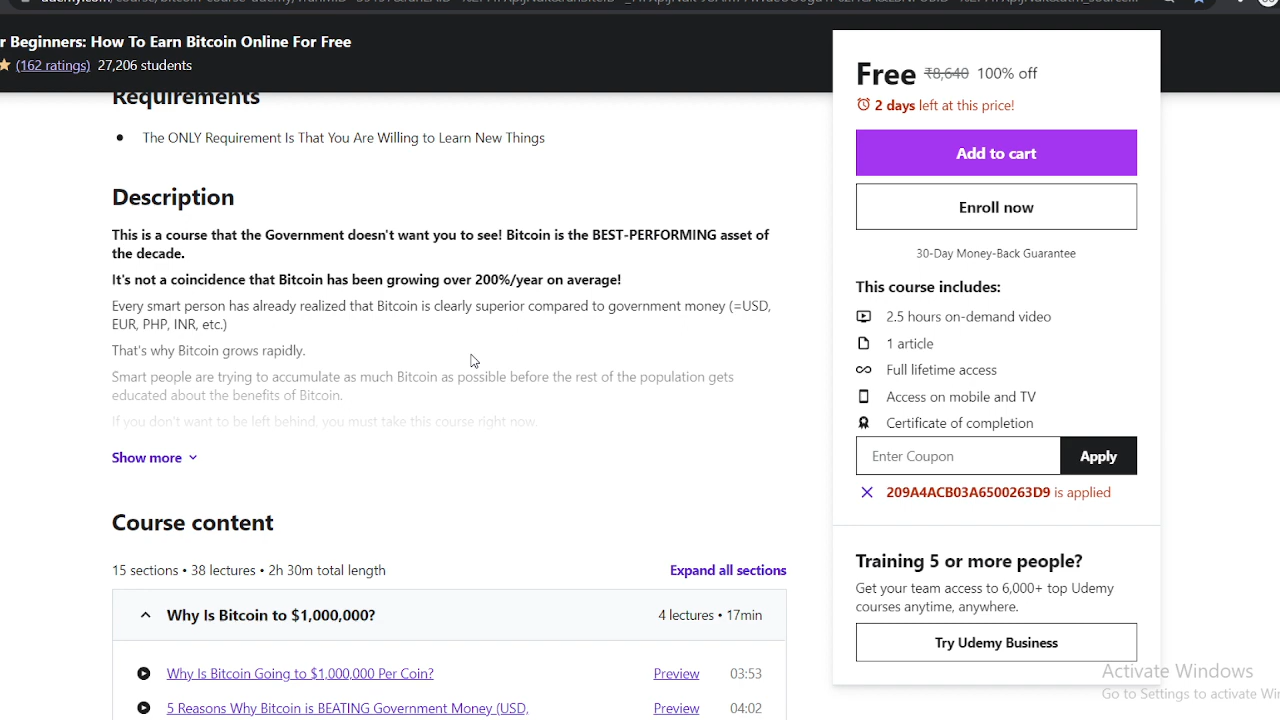 r Beginners: How To Earn Bitcoin Online For Free
(162 ratings) 27,206 students
Requirements
The ONLY Requirement Is That You Are Willing to Learn New Things
Description
This is a course that the Government doesn't want you to see! Bitcoin is the BEST-PERFORMING asset of
the decade.
It's not a coincidence that Bitcoin has been growing over 200%/year on average!
Every smart person has already realized that Bitcoin is clearly superior compared to government money (=USD,
EUR, PHP, INR, etc.)
That's why Bitcoin grows rapidly.
Smart people are trying to accumulate as much Bitcoin as possible before the rest of the population gets
educated about the benefits of Bitcoin.
If you don't want to be left behind, you must take this course right now.
Show more
Course content
15 sections • 38 lectures • 2h 30m total length
Expand all sections
Why Is Bitcoin to $1,000,000?
4 lectures • 17min
Why Is Bitcoin Going to $1,000,000 Per Coin?
Preview
03:53
5 Reasons Why Bitcoin is BEATING Government Money (USD,
Preview
04:02
Free ₹8,640 100% off
2 days left at this price!
Add to cart
Enroll now
30-Day Money-Back Guarantee
This course includes:
2.5 hours on-demand video
1 article
Full lifetime access
Access on mobile and TV
Certificate of completion
Enter Coupon
Apply
209A4ACB03A6500263D9 is applied
Training 5 or more people?
Get your team access to 6,000+ top Udemy
courses anytime, anywhere.
Try Udemy Business
Activate Windows
Go to Settings to activate Wi